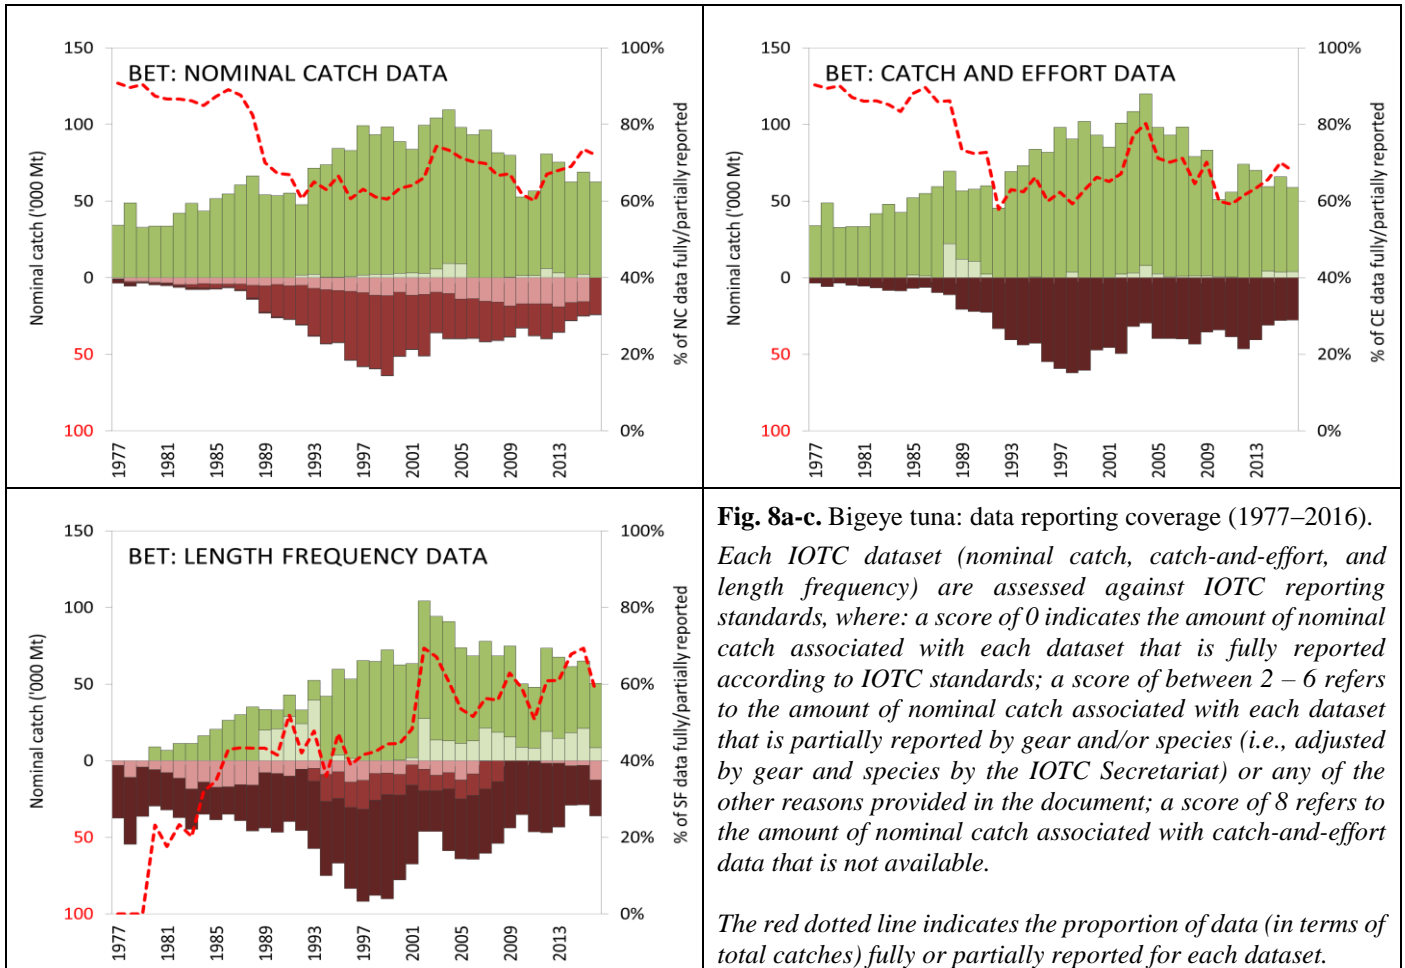 BET: NOMINAL CATCH DATA
Nominal catch ('000 Mt)
150
100
50
0
50
100
100%
80%
60%
40%
20%
0%
% of NC data fully/partially reported
1977
1981
1985
1989
1993
1997
2001
2005
2009
2013
BET: CATCH AND EFFORT DATA
Nominal catch ('000 Mt)
150
100
50
0
50
100
100%
80%
60%
40%
20%
0%
% of CE data fully/partially reported
1977
1981
1985
1989
1993
1997
2001
2005
2009
2013
BET: LENGTH FREQUENCY DATA
Nominal catch ('000 Mt)
150
100
50
0
50
100
100%
80%
60%
40%
20%
0%
% of SF data fully/partially reported
1977
1981
1985
1989
1993
1997
2001
2005
2009
2013
Fig. 8a-c. Bigeye tuna: data reporting coverage (1977–2016).
Each IOTC dataset (nominal catch, catch-and-effort, and
length frequency) are assessed against IOTC reporting
standards, where: a score of 0 indicates the amount of nominal
catch associated with each dataset that is fully reported
according to IOTC standards; a score of between 2 – 6 refers
to the amount of nominal catch associated with each dataset
that is partially reported by gear and/or species (i.e., adjusted
by gear and species by the IOTC Secretariat) or any of the
other reasons provided in the document; a score of 8 refers to
the amount of nominal catch associated with catch-and-effort
data that is not available.
The red dotted line indicates the proportion of data (in terms of
total catches) fully or partially reported for each dataset.